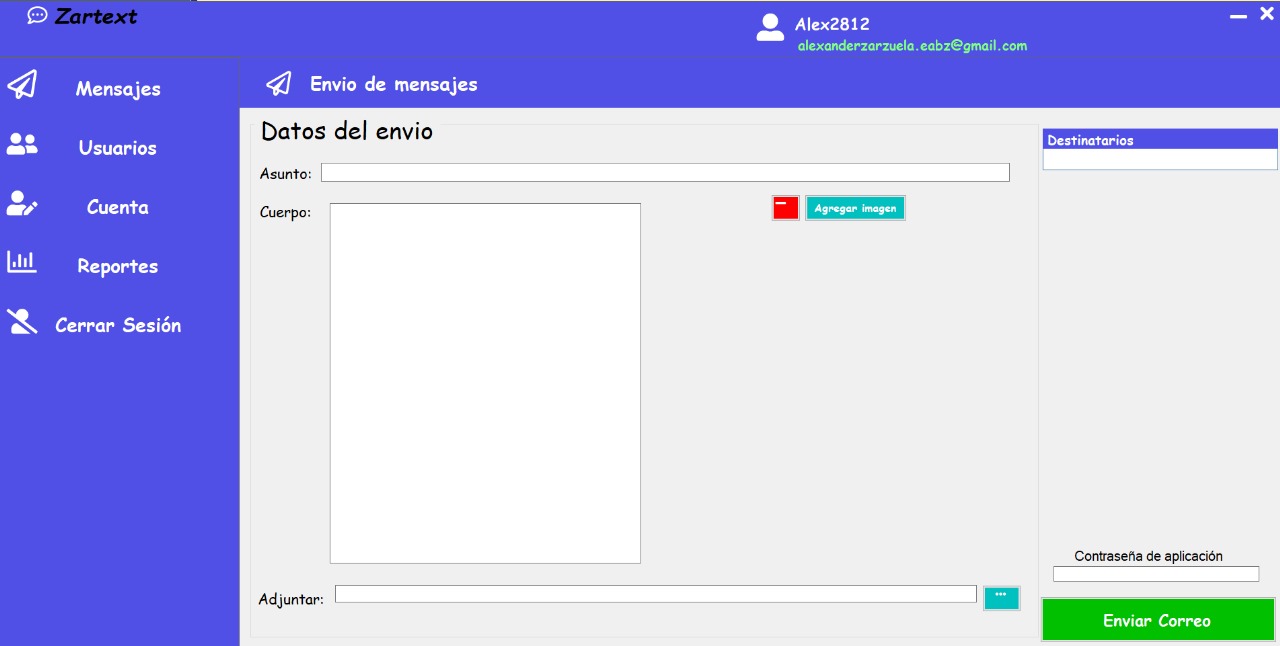 Zartext
Alex2812
alexanderzarzuela.eabz@gmail.com
Mensajes
Usuarios
Cuenta
Reportes
Cerrar Sesión
Envio de mensajes
Datos del envio
Asunto:
Cuerpo:
Agregar imagen
Adjuntar:
...
Destinatarios
Contraseña de aplicación
Enviar Correo